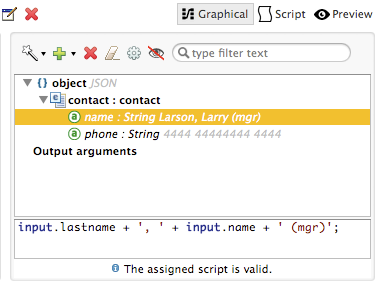 Graphical Script Preview
type filter text
{} object JSON
contact : contact
name : String Larson, Larry (mgr)
phone : String 4444 44444444 4444
Output arguments
input.lastname + ', ' + input.name + ' (mgr)';
The assigned script is valid.